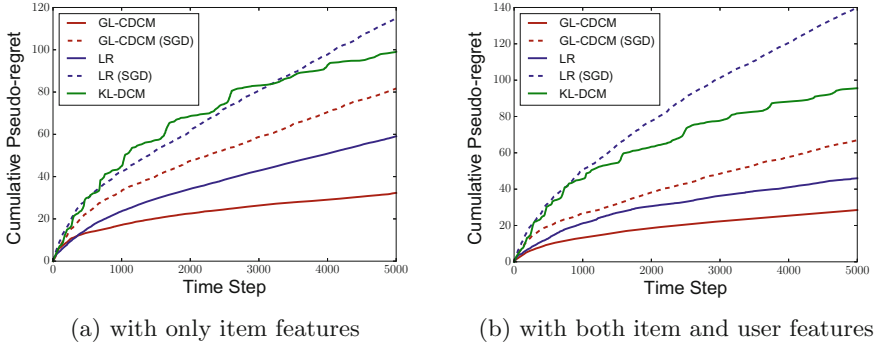 120
100
80
60
40
20
0
Cumulative Pseudo-regret
GL-CDCM
GL-CDCM (SGD)
LR
LR (SGD)
KL-DCM
0 1000 2000 3000 4000 5000
Time Step
(a) with only item features
140
120
100
80
60
40
20
0
Cumulative Pseudo-regret
GL-CDCM
GL-CDCM (SGD)
LR
LR (SGD)
KL-DCM
0 1000 2000 3000 4000 5000
Time Step
(b) with both item and user features